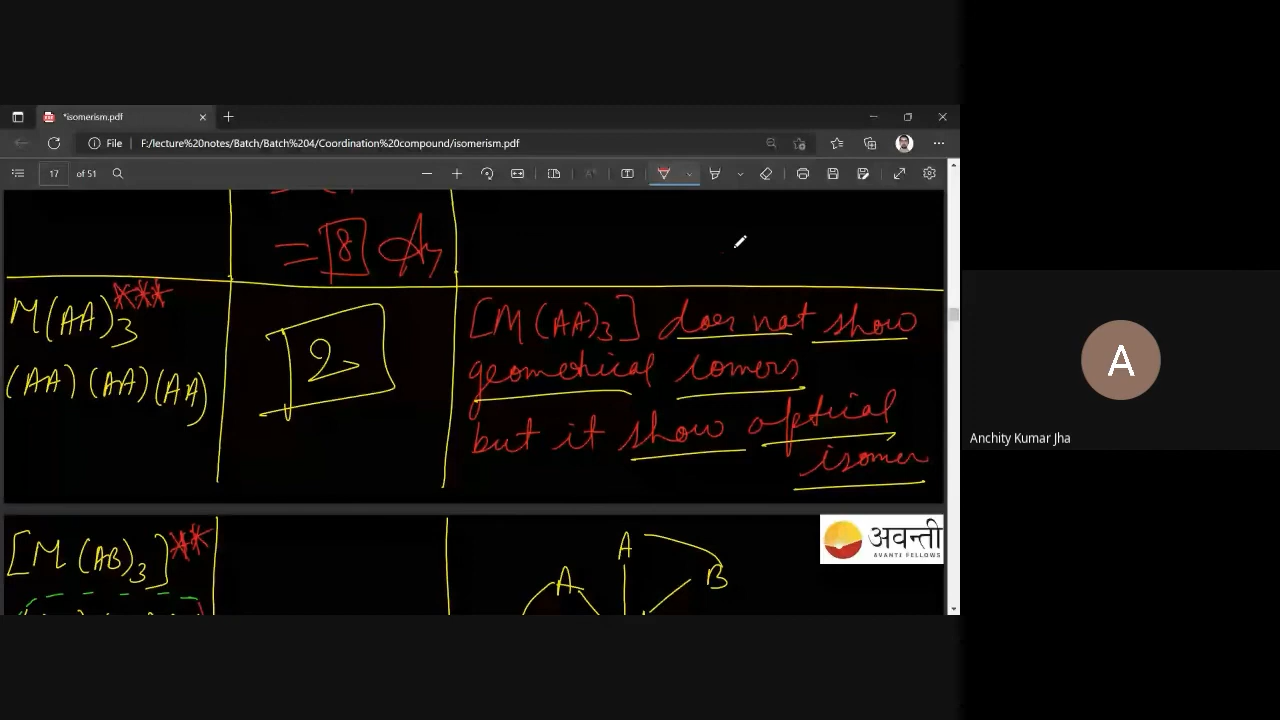 *isomerism.pdf
File
F:/lecture%20notes/Batch/Batch%204/Coordination%20compound/isomerism.pdf
17 of 51
= 8 Ay
M(AA)3 ***
(AA) (AA) (AA)
2
[M(AA)3] does not show
geometrical isomers
but it show optical
isomer
अवन्ती
AVANTI FELLOWS
[M(AB)3] **
A
B
A
A
Anchity Kumar Jha